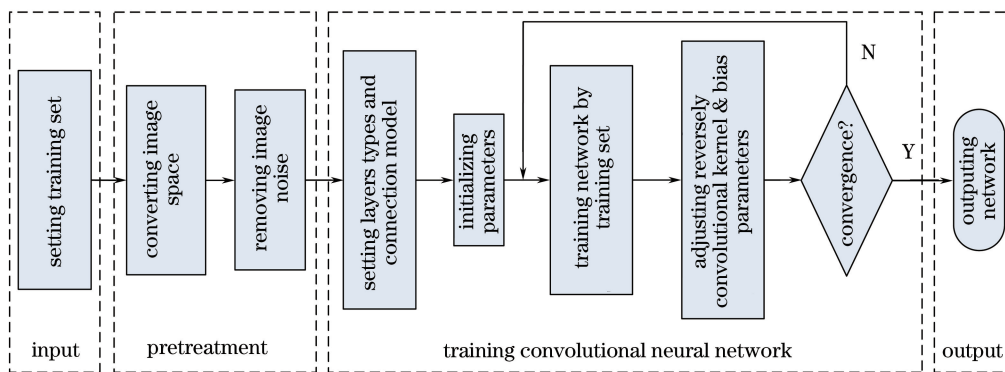 setting training set
converting image
space
removing image
noise
setting layers types and
connection model
initializing
parameters
training network by
training set
adjusting reversely
convolutional kernel & bias
parameters
convergence?
N
Y
outputing
network
input
pretreatment
training convolutional neural network
output